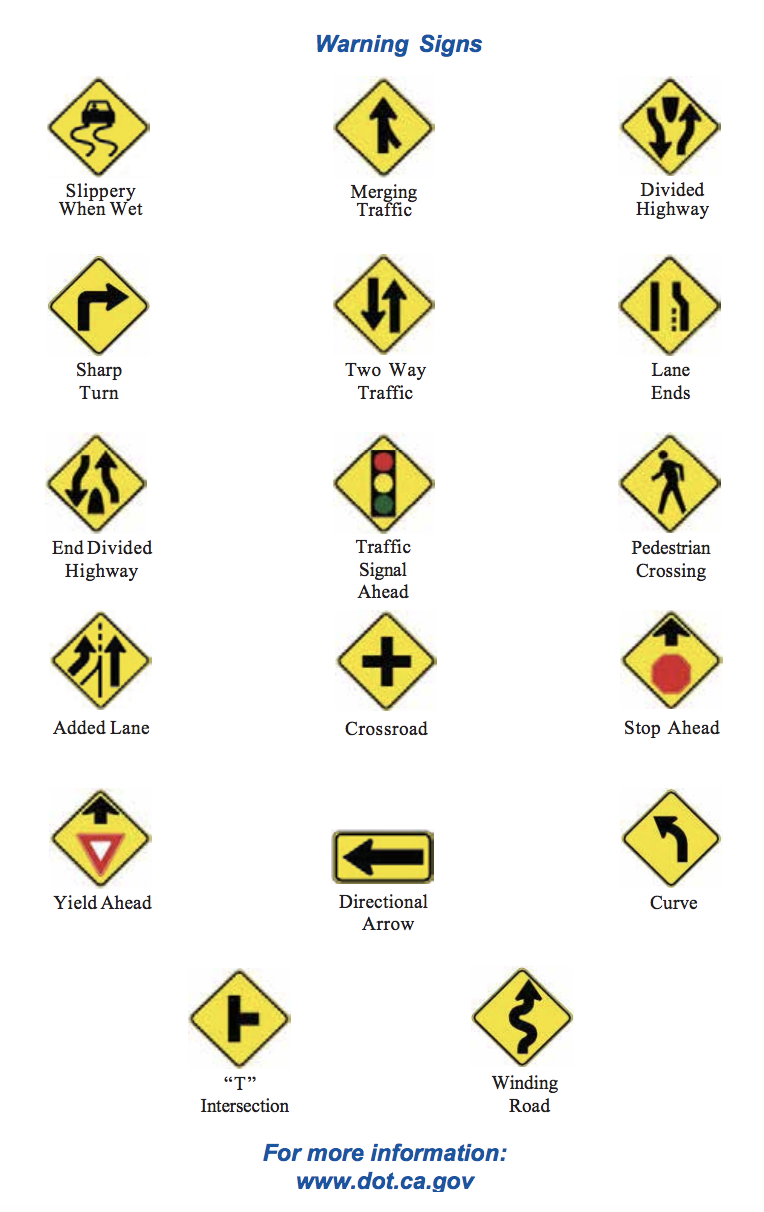 Warning Signs
Slippery
When Wet
Merging
Traffic
Divided
Highway
Sharp
Turn
Two Way
Traffic
Lane
Ends
End Divided
Highway
Traffic
Signal
Ahead
Pedestrian
Crossing
Added Lane
Crossroad
Stop Ahead
Yield Ahead
Directional
Arrow
Curve
“T”
Intersection
Winding
Road
For more information:
www.dot.ca.gov